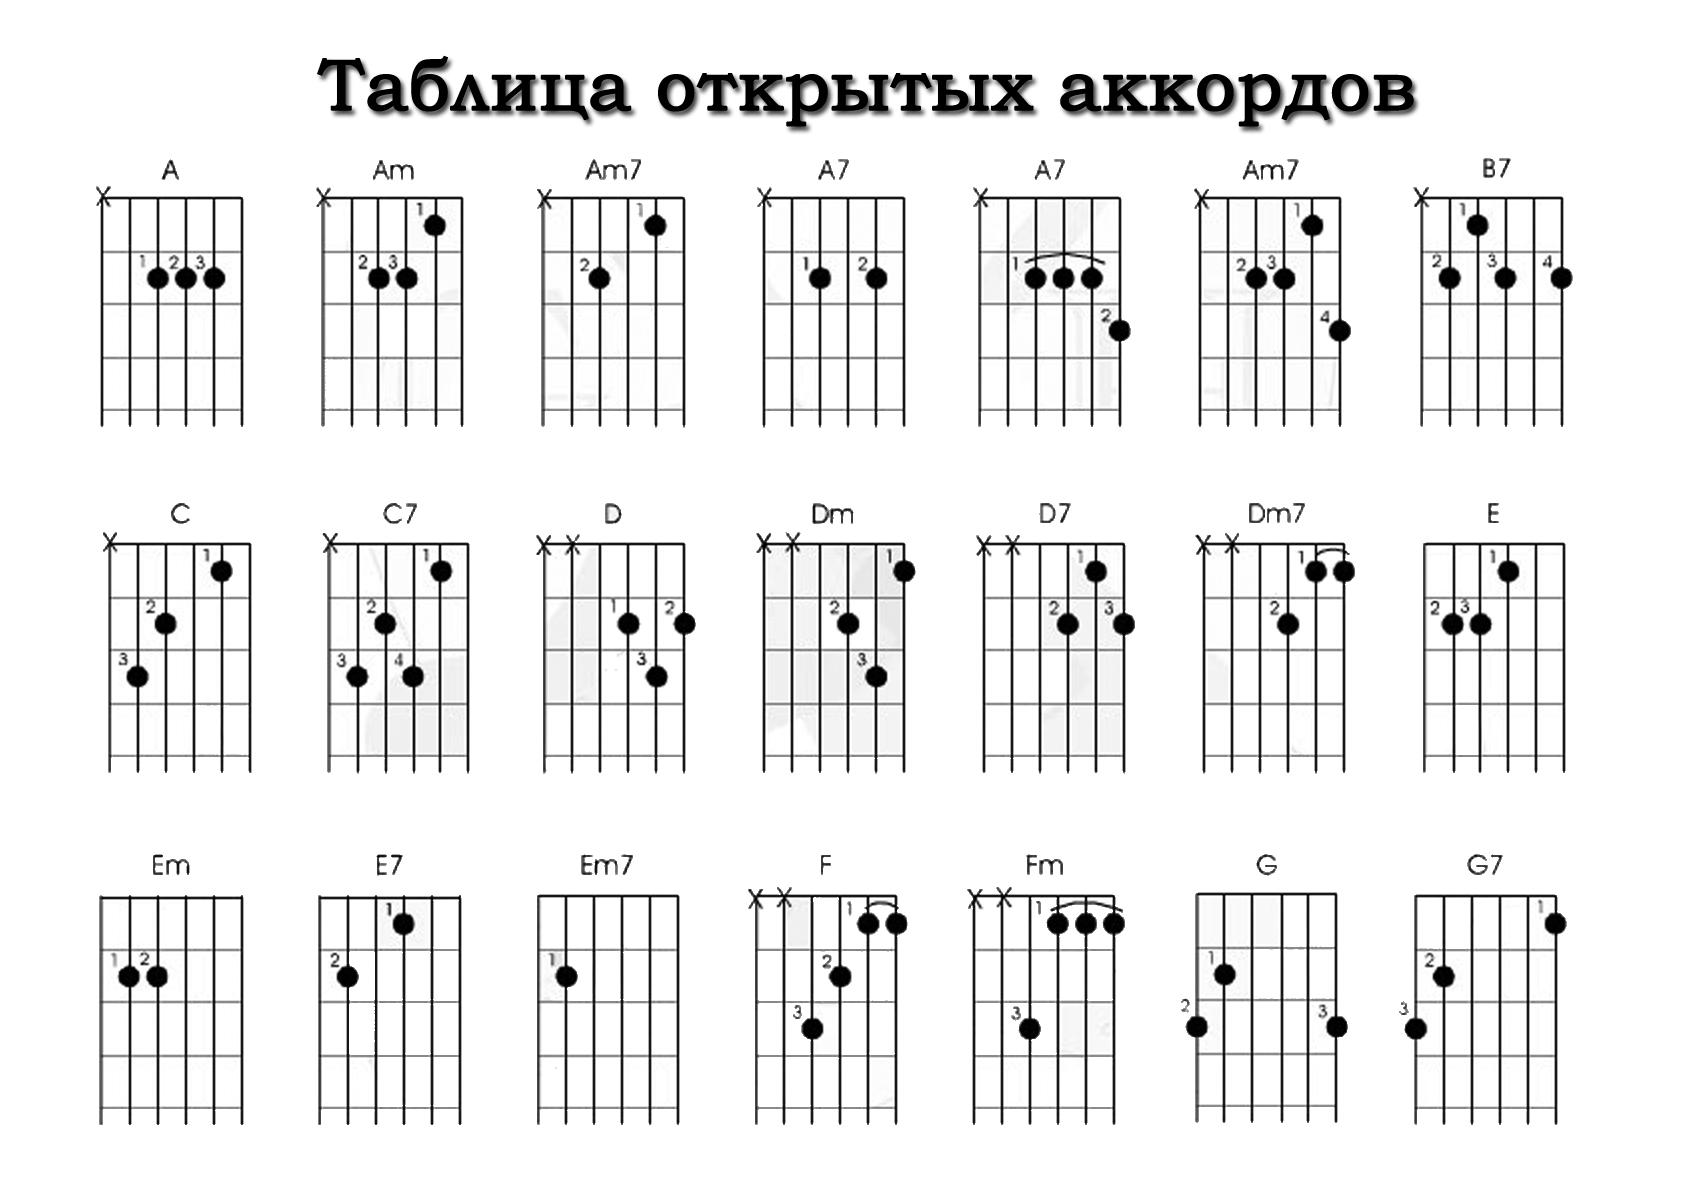 Таблица открытых аккордов
A Am Am7 A7 A7 Am7 B7
X X X X X X X
1 1 1 1
1 2 3 2 3 2 1 2 1 2 3 2 3 4
2 4
C C7 D Dm D7 Dm7 E
X X X X X X X X X X
1 1 1 1 1 1
2 2 1 2 2 2 3 2 2 3
3 3 4 3 3
Em E7 Em7 F Fm G G7
X X X X
1 1 1 1
1 2 2 1 2 1 2
3 3 2 3 3